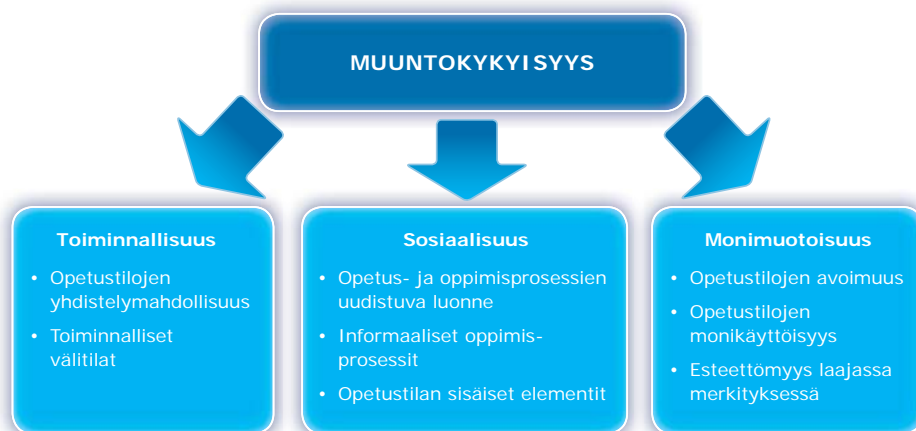 MUUNTOKYKYISYYS
Toiminnallisuus
• Opetustilojen
yhdistelymahdollisuus
• Toiminnalliset
välitilat
Sosiaalisuus
• Opetus- ja oppimisprosessien
uudistuva luonne
• Informaaliset oppimis-
prosessit
• Opetustilan sisäiset elementit
Monimuotoisuus
• Opetustilojen avoimuus
• Opetustilojen
monikäyttöisyys
• Esteettömyys laajassa
merkityksessä